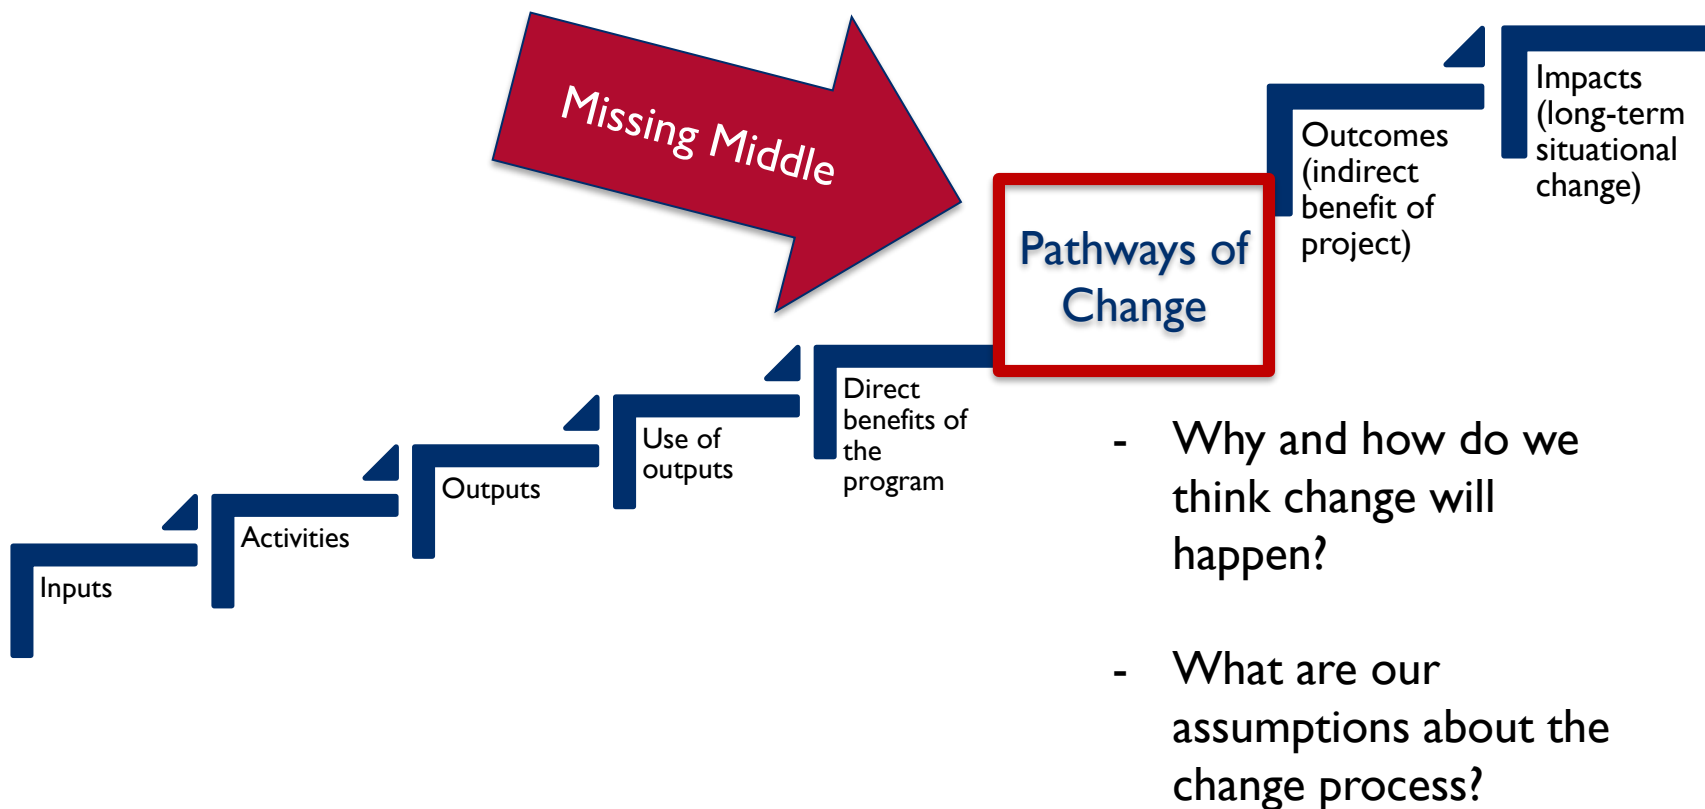 Missing Middle
Impacts
(long-term
situational
change)
Outcomes
(indirect
benefit of
project)
Pathways of
Change
Direct
benefits of
the
program
Use of
outputs
Outputs
Activities
Inputs
- Why and how do we
think change will
happen?
- What are our
assumptions about the
change process?